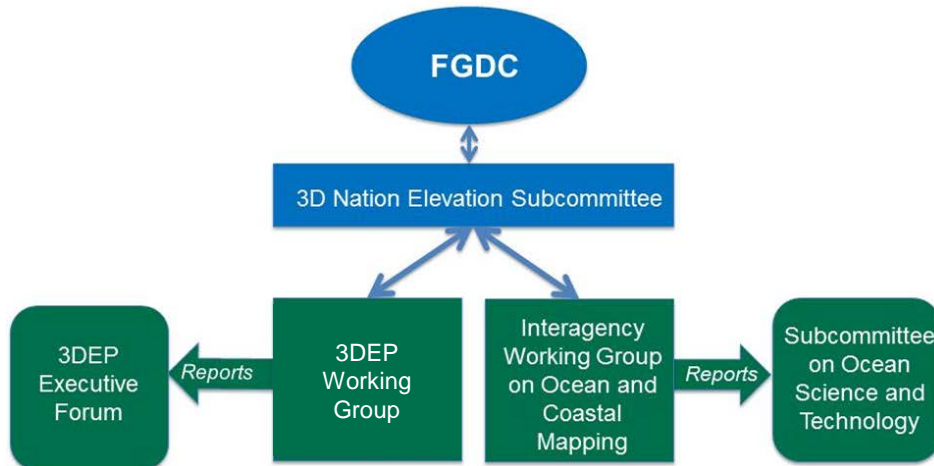 FGDC
3D Nation Elevation Subcommittee
3DEP
Executive
Forum
Reports
3DEP
Working
Group
Interagency
Working Group
on Ocean and
Coastal
Mapping
Reports
Subcommittee
on Ocean
Science and
Technology